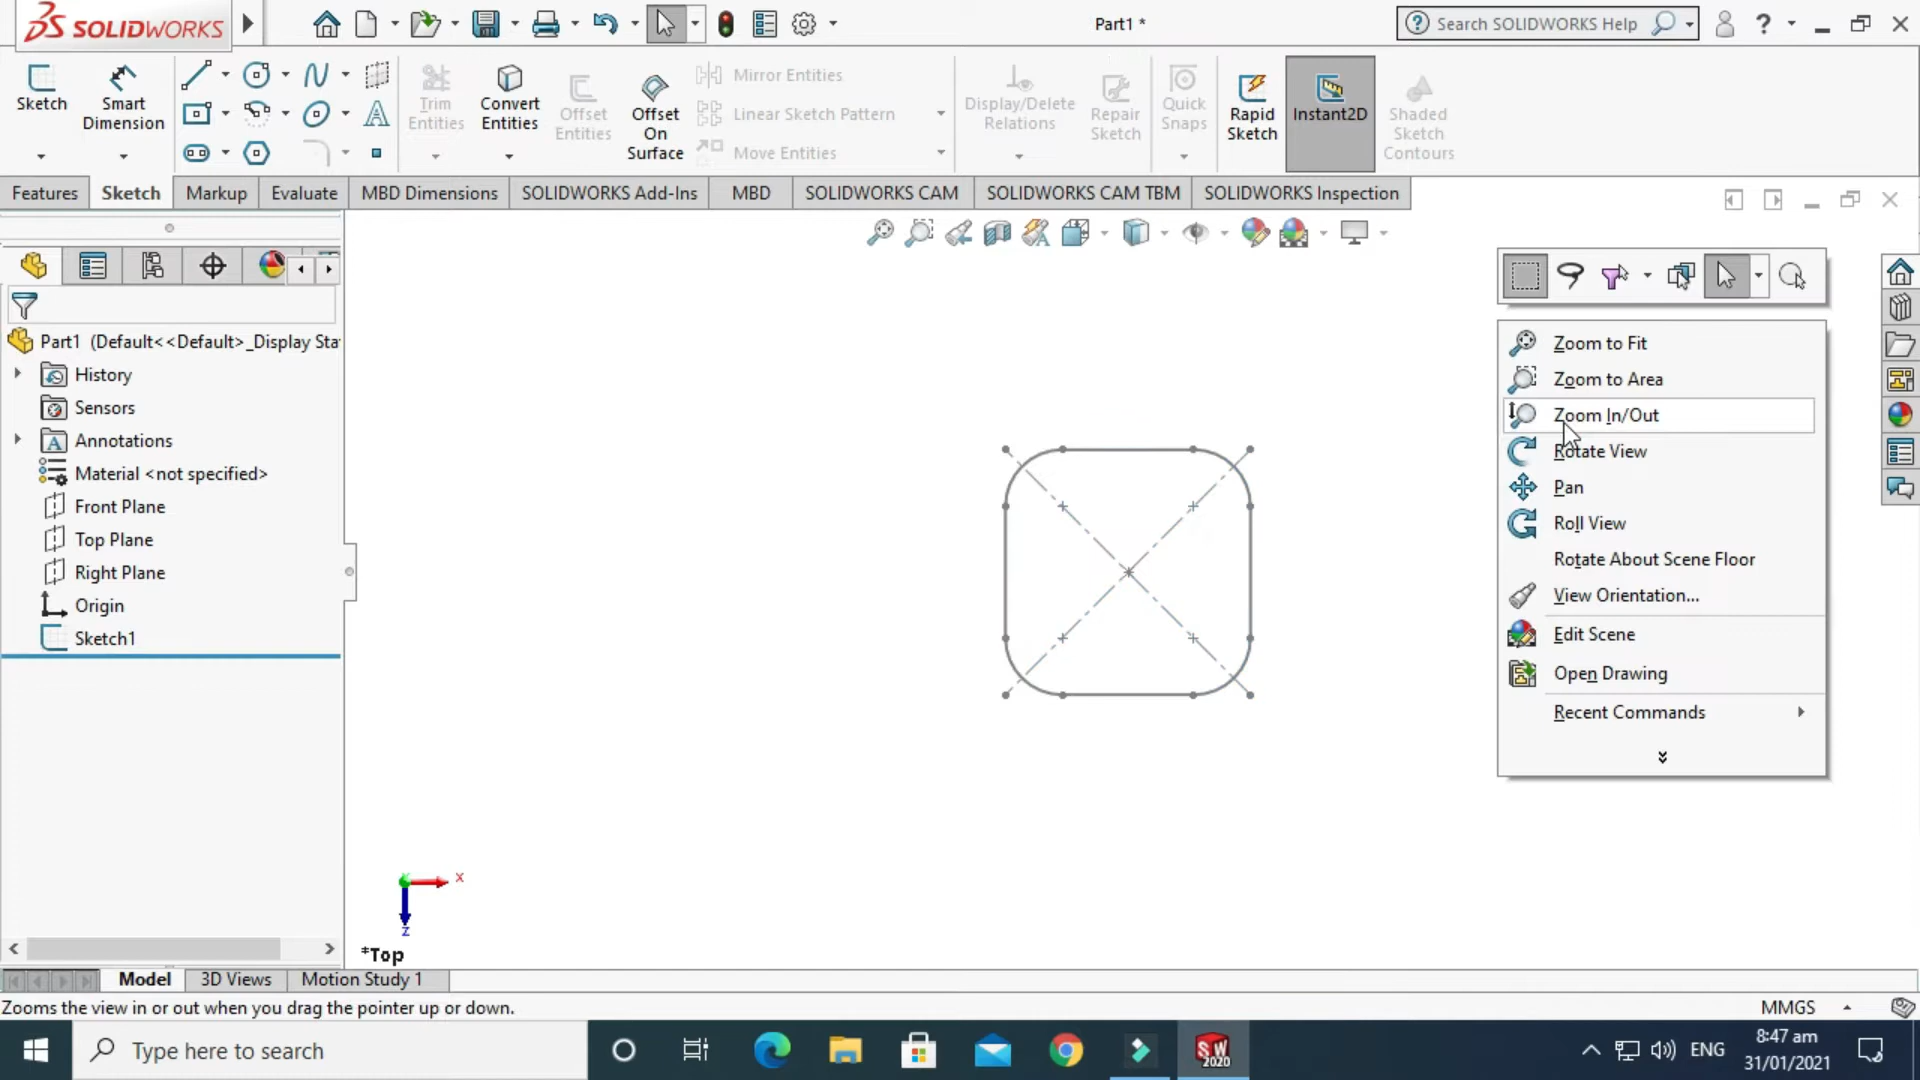 SOLIDWORKS
Part1 *
Search SOLIDWORKS Help
?
Sketch
Smart Dimension
Trim Entities
Convert Entities
Offset Entities
Offset On Surface
Mirror Entities
Linear Sketch Pattern
Move Entities
Display/Delete Relations
Repair Sketch
Quick Snaps
Rapid Sketch
Instant2D
Shaded Sketch Contours
Features
Sketch
Markup
Evaluate
MBD Dimensions
SOLIDWORKS Add-Ins
MBD
SOLIDWORKS CAM
SOLIDWORKS CAM TBM
SOLIDWORKS Inspection
Part1 (Default<<Default>_Display Sta
History
Sensors
Annotations
Material <not specified>
Front Plane
Top Plane
Right Plane
Origin
Sketch1
Zoom to Fit
Zoom to Area
Zoom In/Out
Rotate View
Pan
Roll View
Rotate About Scene Floor
View Orientation...
Edit Scene
Open Drawing
Recent Commands
X
Z
*Top
Model
3D Views
Motion Study 1
Zooms the view in or out when you drag the pointer up or down.
MMGS
Type here to search
SW
2020
ENG
8:47 am
31/01/2021